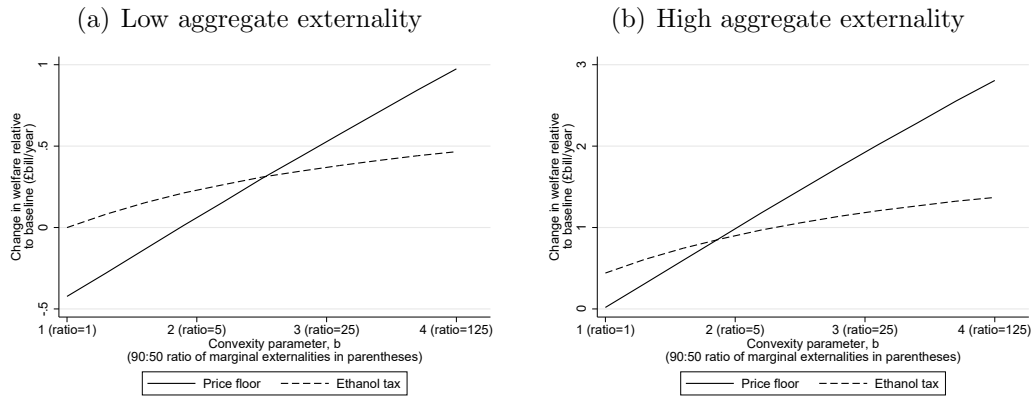 (a) Low aggregate externality
Change in welfare relative
to baseline (£bill/year)
1
.5
0
-.5
1 (ratio=1)
2 (ratio=5)
3 (ratio=25)
4 (ratio=125)
Convexity parameter, b
(90:50 ratio of marginal externalities in parentheses)
Price floor
Ethanol tax
(b) High aggregate externality
Change in welfare relative
to baseline (£bill/year)
3
2
1
0
1 (ratio=1)
2 (ratio=5)
3 (ratio=25)
4 (ratio=125)
Convexity parameter, b
(90:50 ratio of marginal externalities in parentheses)
Price floor
Ethanol tax